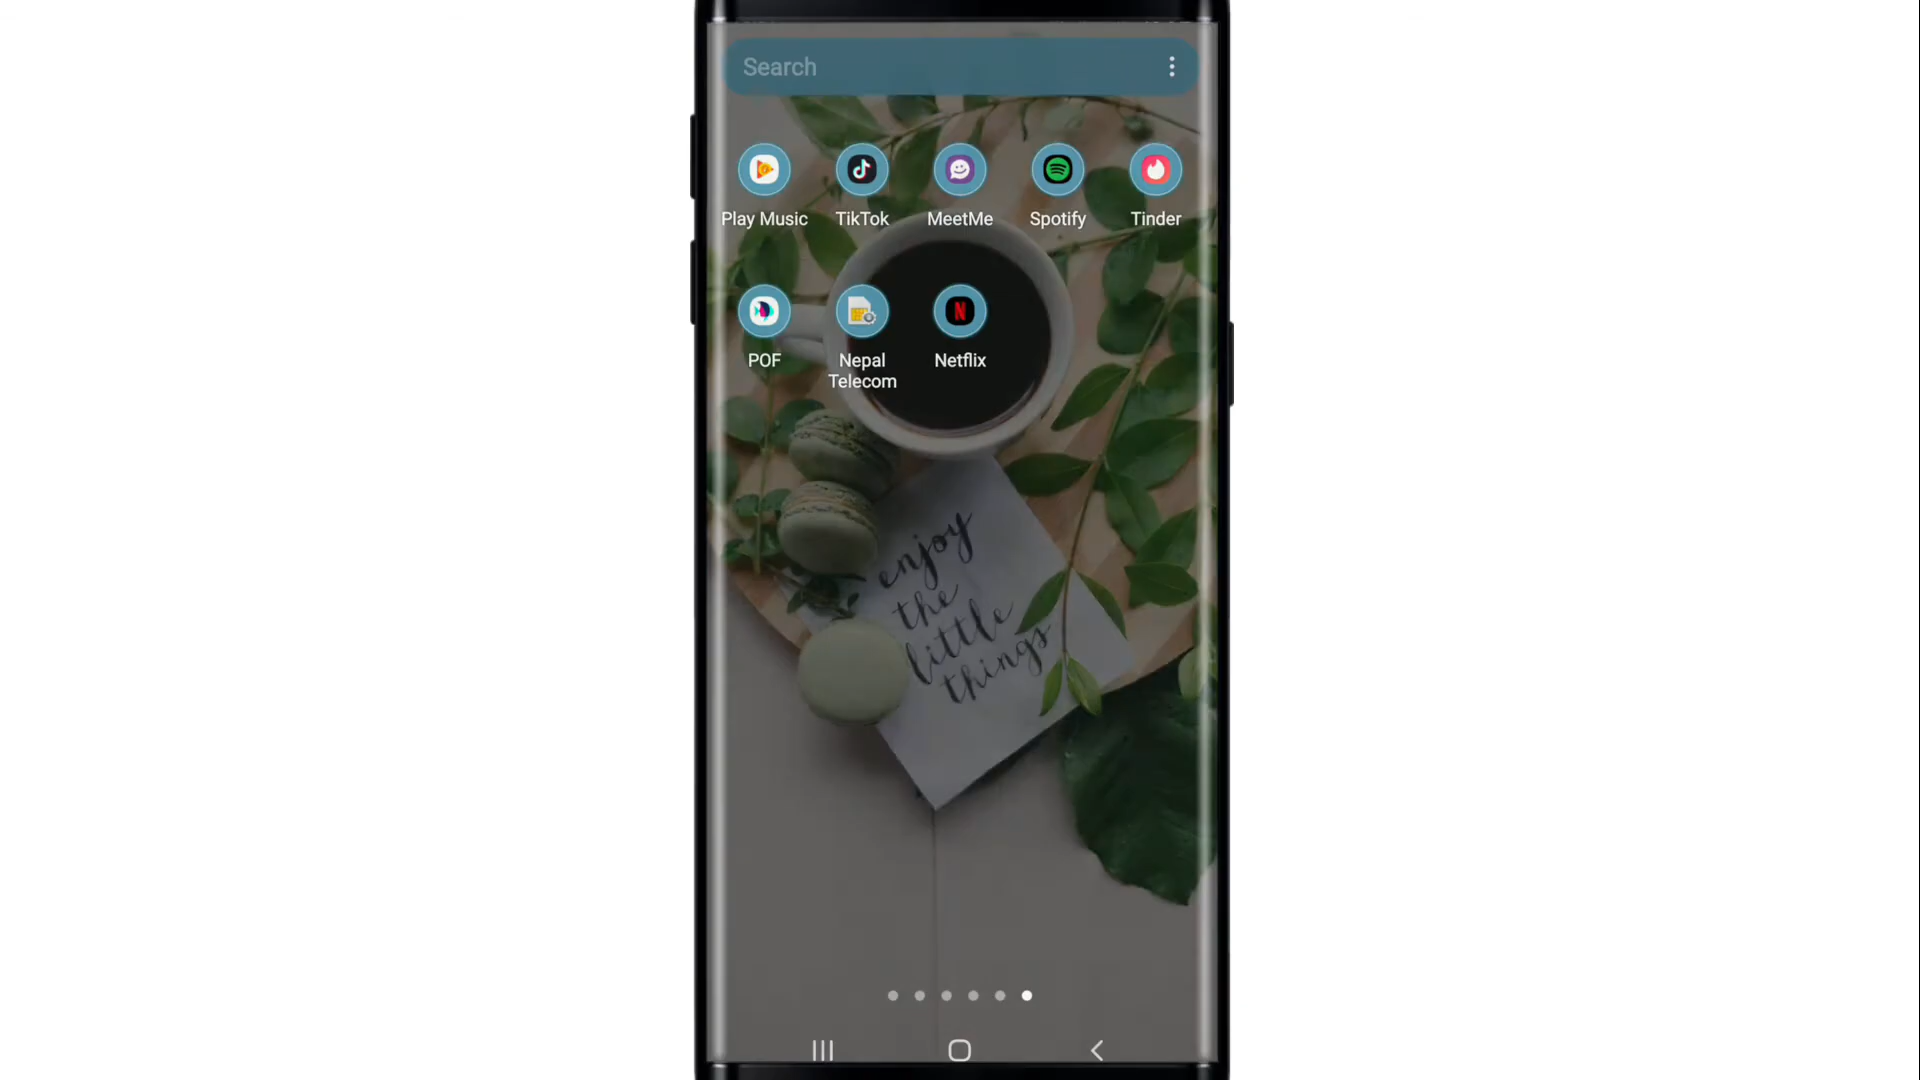 Search
Play Music
TikTok
MeetMe
Spotify
Tinder
POF
Nepal
Telecom
Netflix
enjoy
the
little
things